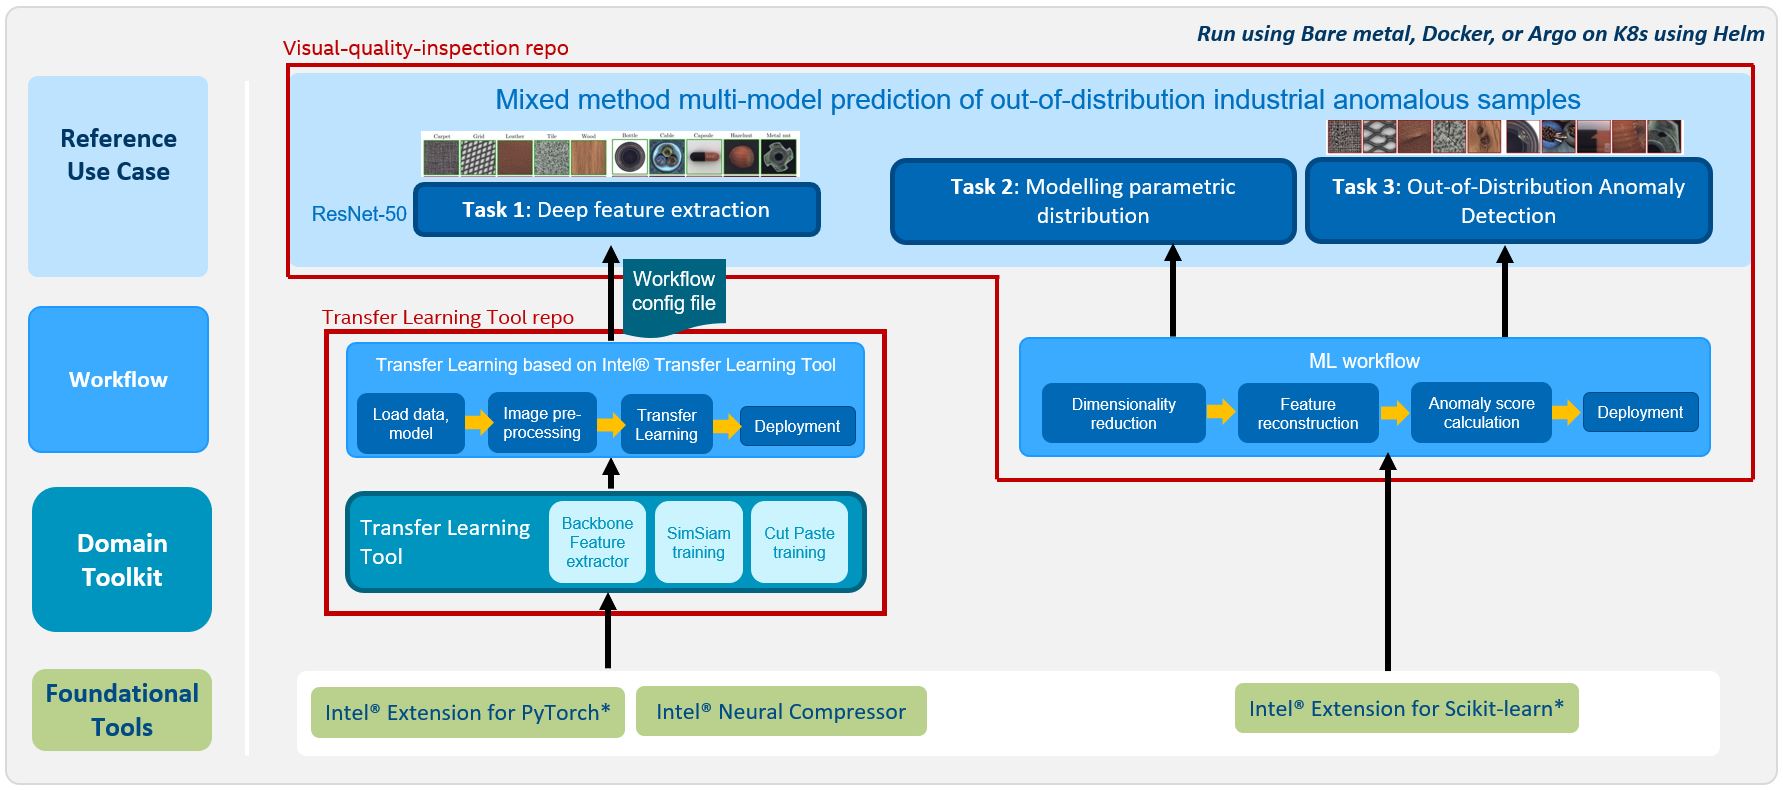 Run using Bare metal, Docker, or Argo on K8s using Helm
Visual-quality-inspection repo
Reference
Use Case
Mixed method multi-model prediction of out-of-distribution industrial anomalous samples
Carpet Grid Leather Tile Wood Bottle Cable Capsule Hazelnut Metal nut
ResNet-50
Task 1: Deep feature extraction
Task 2: Modelling parametric
distribution
Task 3: Out-of-Distribution Anomaly
Detection
Workflow
config file
Transfer Learning Tool repo
Workflow
Transfer Learning based on Intel® Transfer Learning Tool
Load data,
model
Image pre-
processing
Transfer
Learning
Deployment
ML workflow
Dimensionality
reduction
Feature
reconstruction
Anomaly score
calculation
Deployment
Domain
Toolkit
Transfer Learning
Tool
Backbone
Feature
extractor
SimSiam
training
Cut Paste
training
Foundational
Tools
Intel® Extension for PyTorch*
Intel® Neural Compressor
Intel® Extension for Scikit-learn*